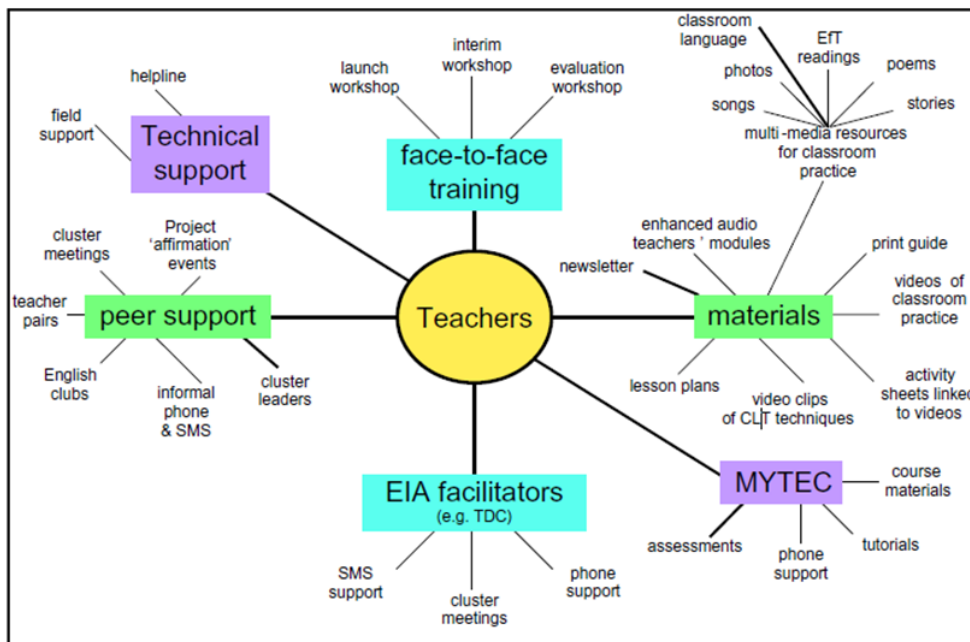 classroom
language
EfT
readings
poems
photos
songs
stories
multi-media resources
for classroom
practice
helpline
field
support
Technical
support
launch
workshop
interim
workshop
evaluation
workshop
face-to-face
training
cluster
meetings
Project
'affirmation'
events
teacher
pairs
peer support
English
clubs
informal
phone
& SMS
cluster
leaders
Teachers
enhanced audio
teachers ' modules
newsletter
print guide
videos of
classroom
practice
materials
lesson plans
video clips
of CLT techniques
activity
sheets linked
to videos
EIA facilitators
(e.g. TDC)
SMS
support
cluster
meetings
phone
support
MYTEC
course
materials
assessments
phone
support
tutorials